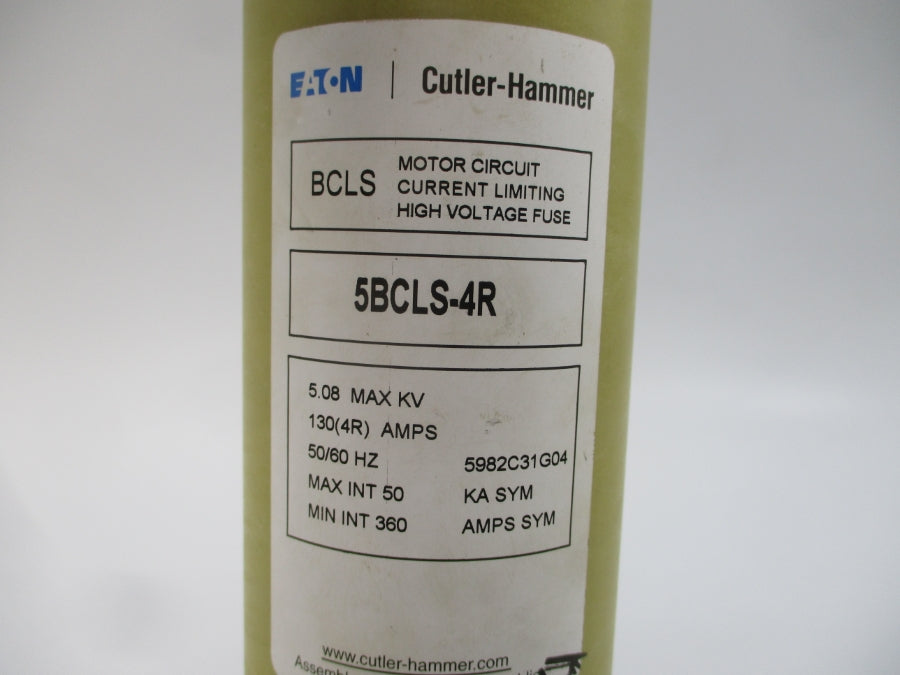 EATON | Cutler-Hammer
BCLS
MOTOR CIRCUIT
CURRENT LIMITING
HIGH VOLTAGE FUSE
5BCLS-4R
5.08 MAX KV
130(4R) AMPS
50/60 HZ 5982C31G04
MAX INT 50 KA SYM
MIN INT 360 AMPS SYM
www.cutler-hammer.com